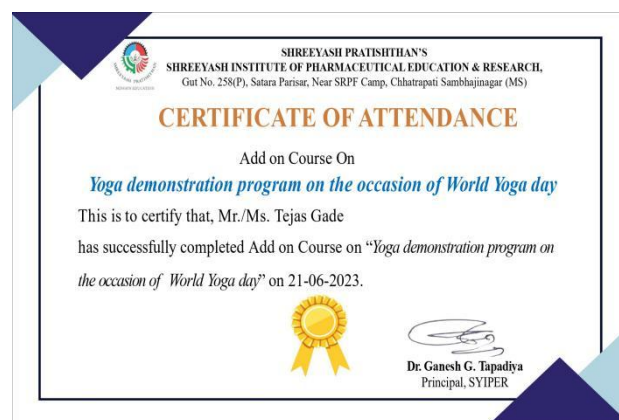 SHREEYASH PRATISHTHAN'S
SHREEYASH INSTITUTE OF PHARMACEUTICAL EDUCATION & RESEARCH,
Gut No. 258(P), Satara Parisar, Near SRPF Camp, Chhatrapati Sambhajinagar (MS)
CERTIFICATE OF ATTENDANCE
Add on Course On
Yoga demonstration program on the occasion of World Yoga day
This is to certify that, Mr./Ms. Tejas Gade
has successfully completed Add on Course on “Yoga demonstration program on
the occasion of World Yoga day” on 21-06-2023.
Dr. Ganesh G. Tapadiya
Principal, SYIPER